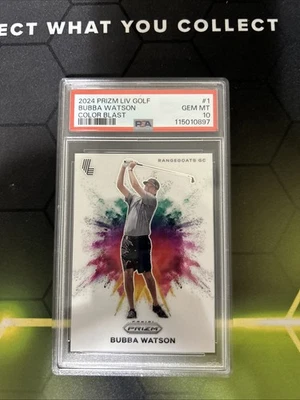 ECT WHAT YOU COLLECT
2024 PRIZM LIV GOLF #1
BUBBA WATSON GEM MT
COLOR BLAST 10
PSA 115010897
RANGEGOATS GC
PANINI
PRIZM
BUBBA WATSON